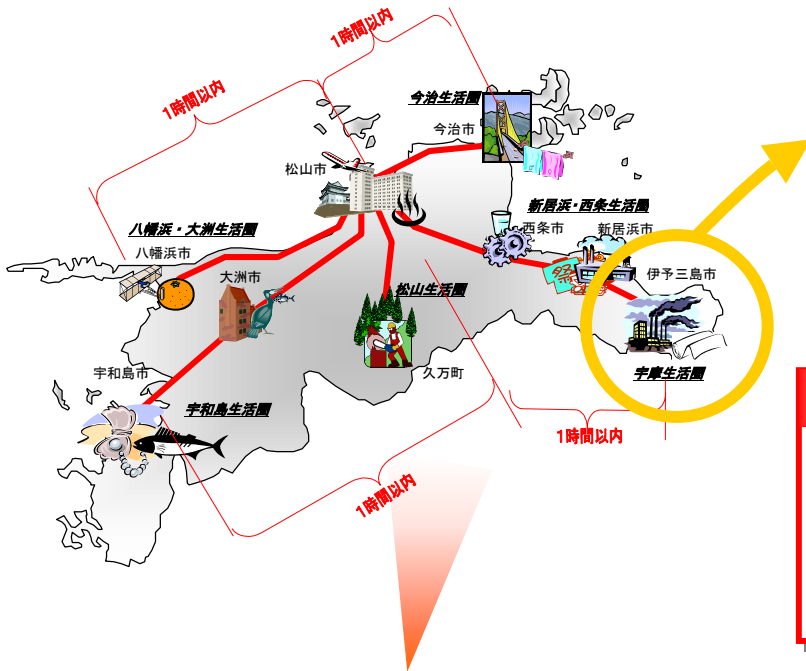 1時間以内
1時間以内
今治生活圏
今治市
松山市
八幡浜・大洲生活圏
八幡浜市
新居浜・西条生活圏
西条市
新居浜市
大洲市
伊予三島市
祭
松山生活圏
宇和島市
久万町
宇摩生活圏
宇和島生活圏
1時間以内
1時間以内